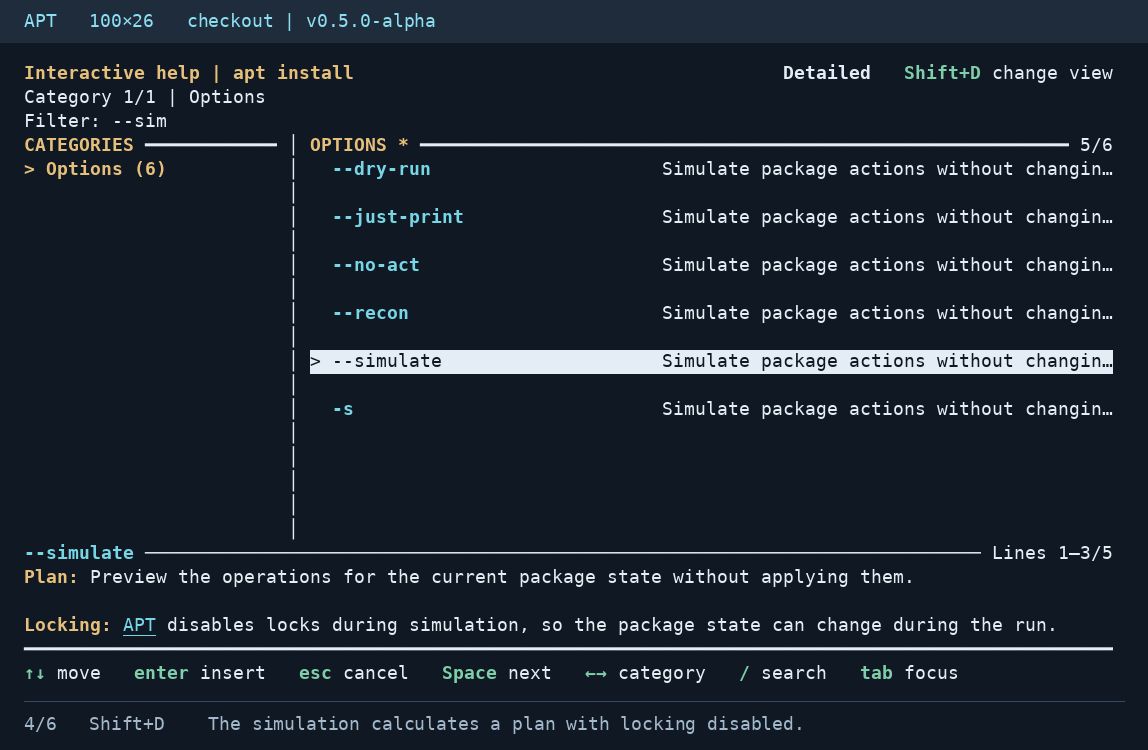 APT   100×26   checkout | v0.5.0-alpha
Interactive help | apt install   Detailed   Shift+D change view
Category 1/1 | Options
Filter: --sim
CATEGORIES   OPTIONS *   5/6
> Options (6)   --dry-run   Simulate package actions without changin…
--just-print   Simulate package actions without changin…
--no-act   Simulate package actions without changin…
--recon   Simulate package actions without changin…
> --simulate   Simulate package actions without changin…
-s   Simulate package actions without changin…
--simulate   Lines 1–3/5
Plan: Preview the operations for the current package state without applying them.
Locking: APT disables locks during simulation, so the package state can change during the run.
↑↓ move   enter insert   esc cancel   Space next   ←→ category   / search   tab focus
4/6   Shift+D   The simulation calculates a plan with locking disabled.